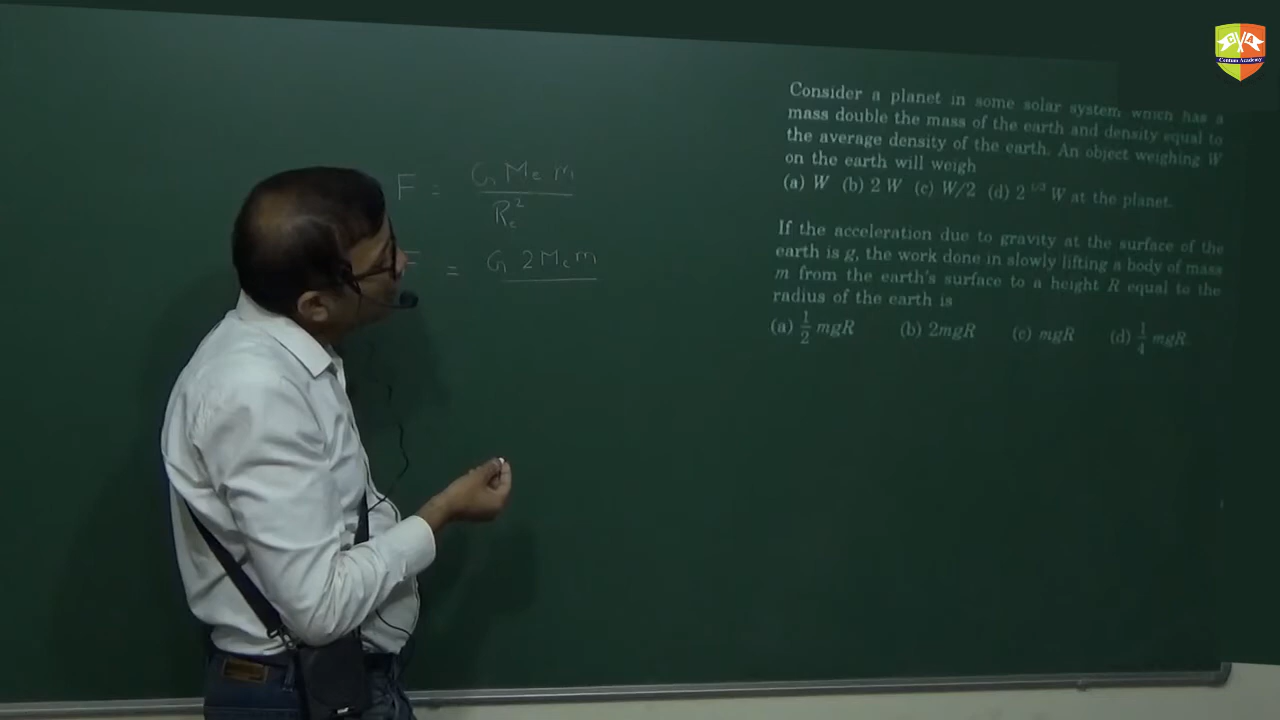 F = G Me m
Re²
F = G 2 Me m
Consider a planet in some solar system which has a
mass double the mass of the earth and density equal to
the average density of the earth. An object weighing W
on the earth will weigh
(a) W (b) 2 W (c) W/2 (d) 2^1/3 W at the planet.
If the acceleration due to gravity at the surface of the
earth is g, the work done in slowly lifting a body of mass
m from the earth's surface to a height R equal to the
radius of the earth is
(a) 1/2 mgR (b) 2mgR (c) mgR (d) 1/4 mgR
C A
Centum Academy